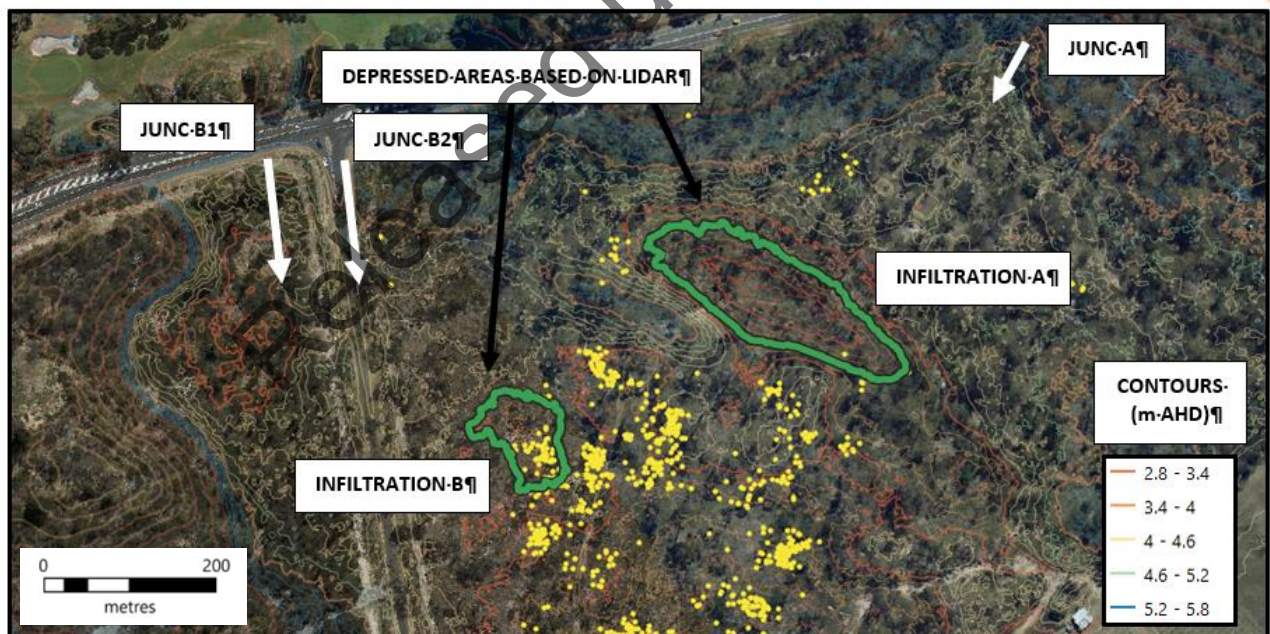 JUNC·A¶
DEPRESSED·AREAS·BASED·ON·LIDAR¶
JUNC·B1¶
JUNC·B2¶
Released
INFILTRATION·A¶
CONTOURS·
(m·AHD)¶
INFILTRATION·B¶
2.8 - 3.4
3.4 - 4
4 - 4.6
4.6 - 5.2
5.2 - 5.8
0 200
metres